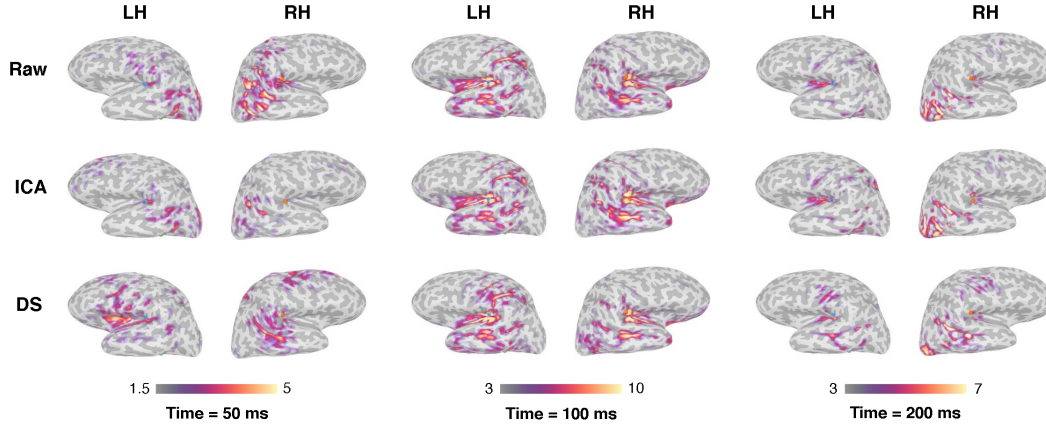 LH RH LH RH LH RH
Raw
ICA
DS
1.5 5 3 10 3 7
Time = 50 ms Time = 100 ms Time = 200 ms